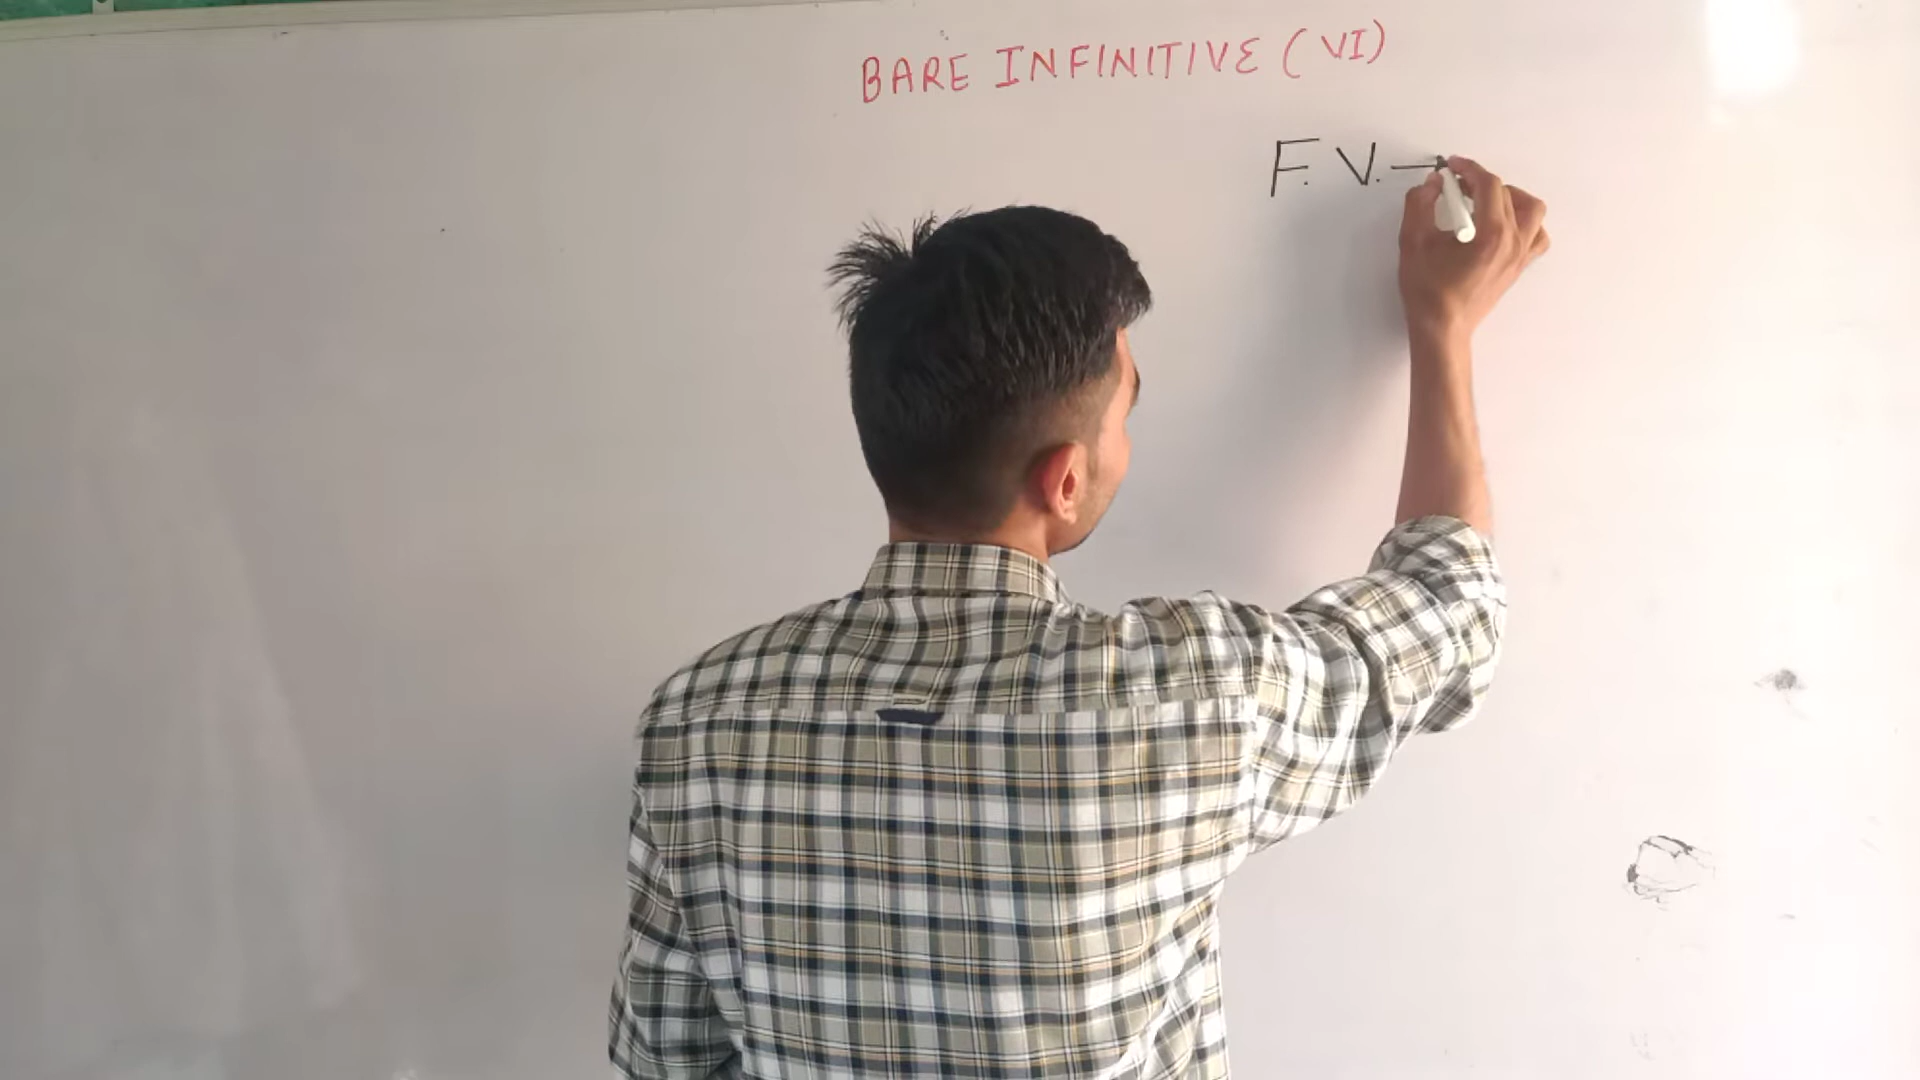 BARE INFINITIVE (VI)
F. V. —